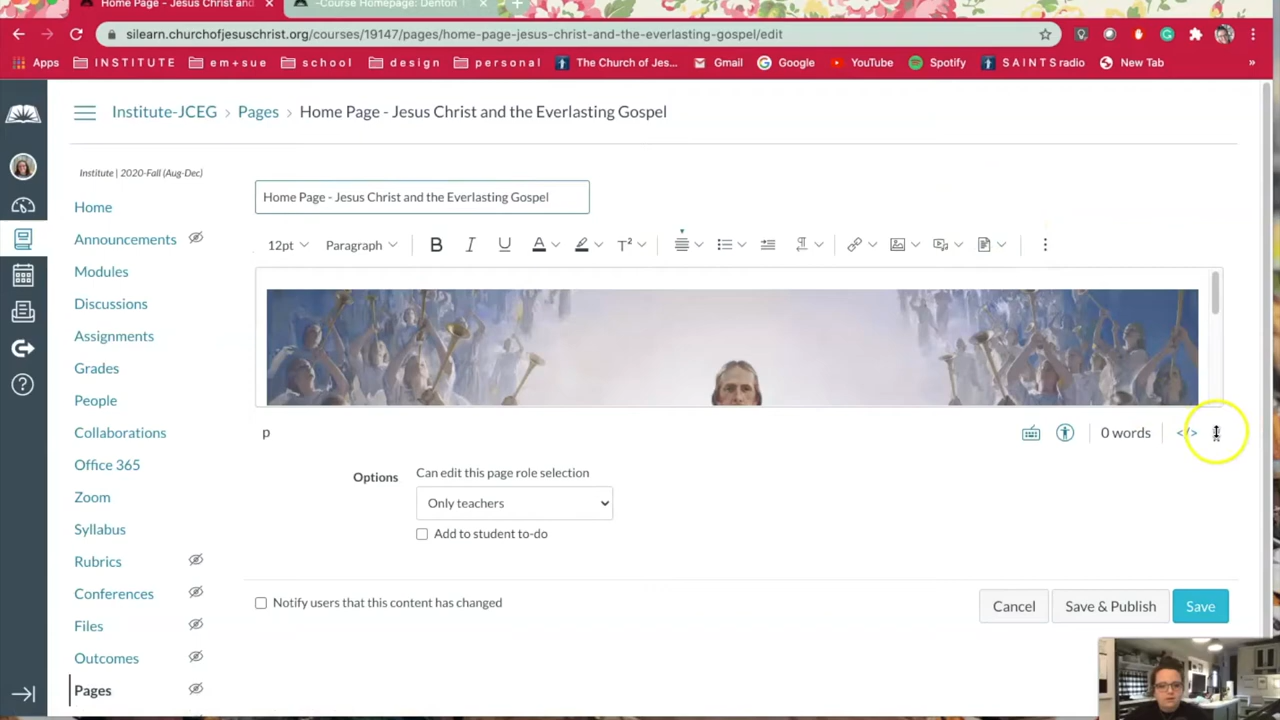 Home Page - Jesus Christ and
-Course Homepage: Denton
silearn.churchofjesuschrist.org/courses/19147/pages/home-page-jesus-christ-and-the-everlasting-gospel/edit
Apps INSTITUTE em+sue school design personal The Church of Jes... Gmail Google YouTube Spotify SAINTS radio New Tab »
Institute-JCEG › Pages › Home Page - Jesus Christ and the Everlasting Gospel
Institute | 2020-Fall (Aug-Dec)
Home
Announcements
Modules
Discussions
Assignments
Grades
People
Collaborations
Office 365
Zoom
Syllabus
Rubrics
Conferences
Files
Outcomes
Pages
Home Page - Jesus Christ and the Everlasting Gospel
12pt Paragraph B I U A T²
p 0 words </>
Options Can edit this page role selection
Only teachers
Add to student to-do
Notify users that this content has changed
Cancel Save & Publish Save